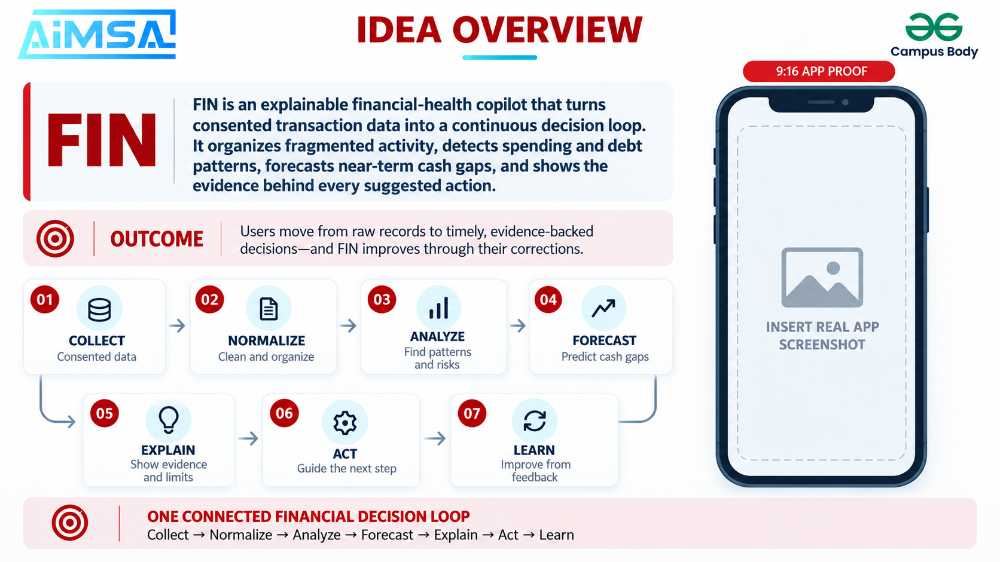 AiMSA
IDEA OVERVIEW
Campus Body
9:16 APP PROOF
FIN
FIN is an explainable financial-health copilot that turns
consented transaction data into a continuous decision loop.
It organizes fragmented activity, detects spending and debt
patterns, forecasts near-term cash gaps, and shows the
evidence behind every suggested action.
OUTCOME
Users move from raw records to timely, evidence-backed
decisions—and FIN improves through their corrections.
01
COLLECT
Consented data
02
NORMALIZE
Clean and organize
03
ANALYZE
Find patterns
and risks
04
FORECAST
Predict cash gaps
05
EXPLAIN
Show evidence
and limits
06
ACT
Guide the next step
07
LEARN
Improve from
feedback
INSERT REAL APP
SCREENSHOT
ONE CONNECTED FINANCIAL DECISION LOOP
Collect → Normalize → Analyze → Forecast → Explain → Act → Learn